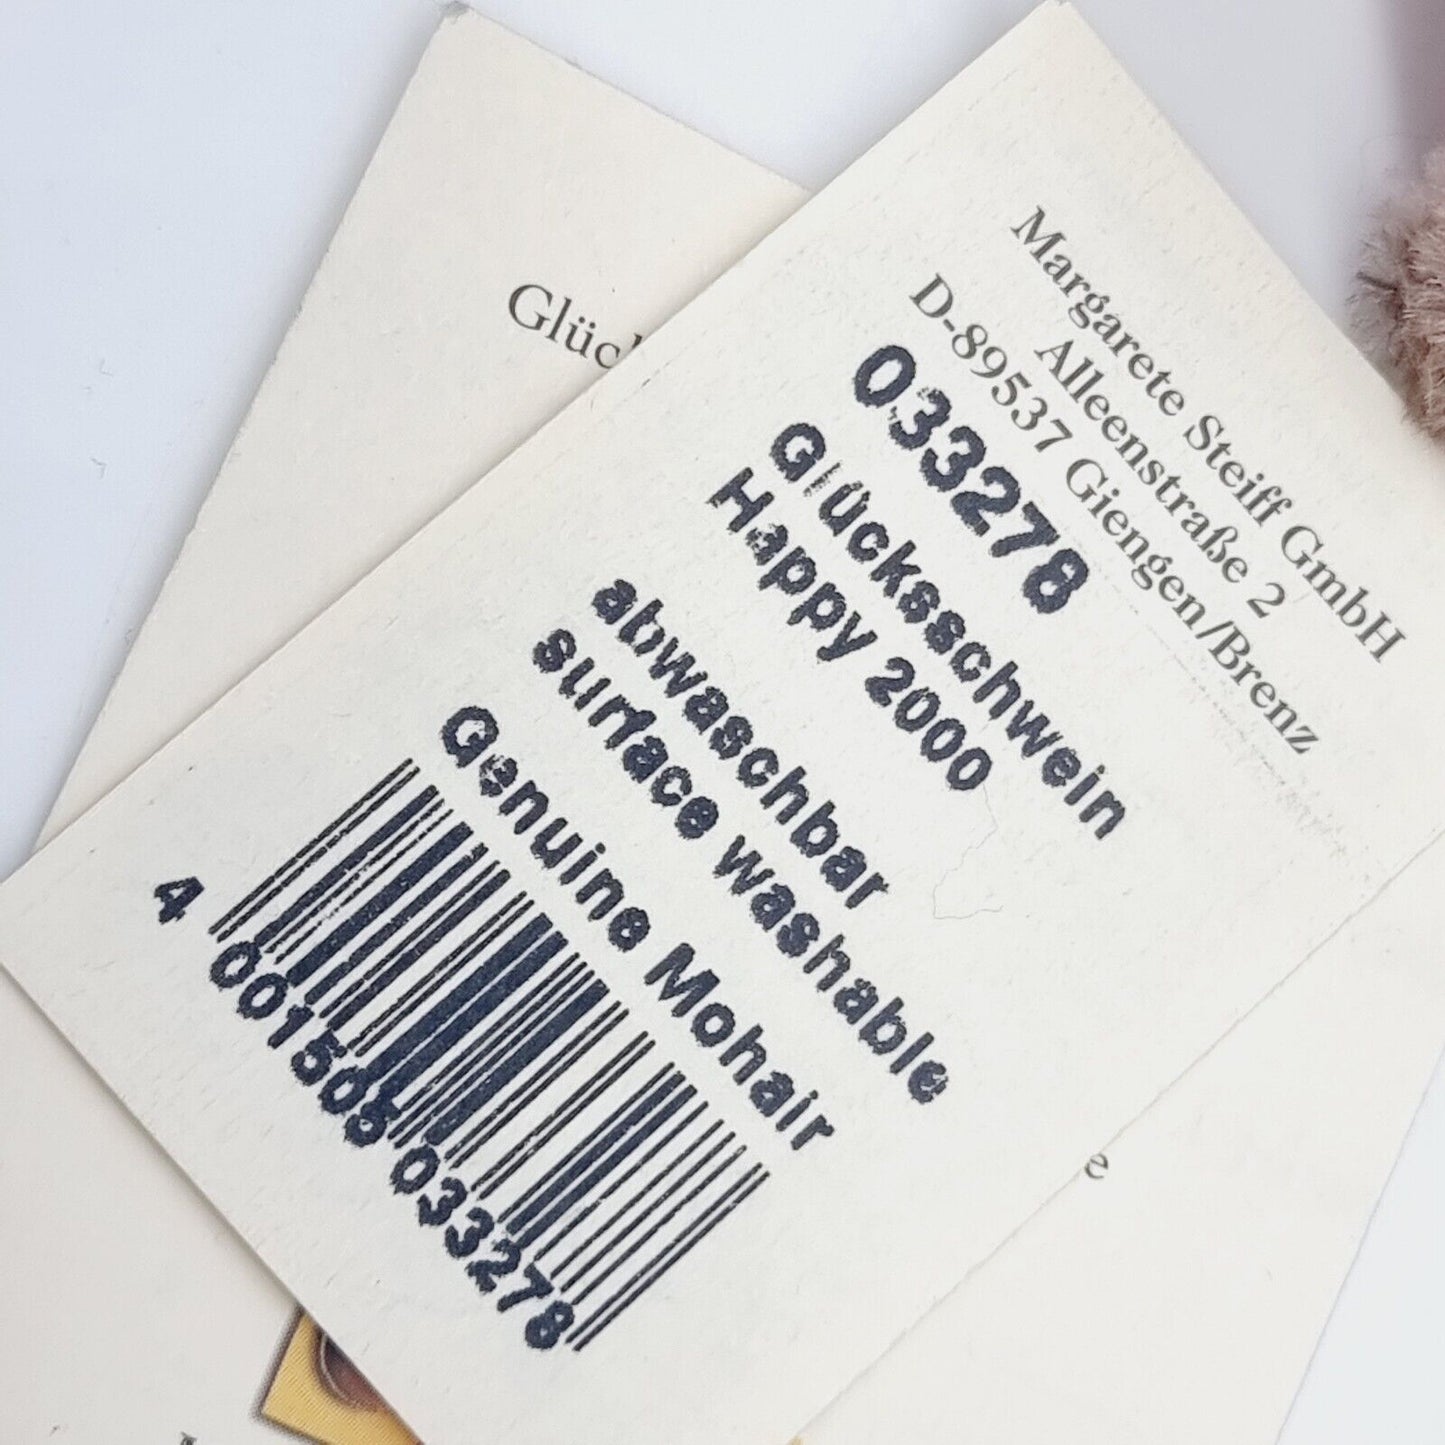 Margarete Steiff GmbH
Alleenstraße 2
D-89537 Giengen/Brenz
033278
Glücksschwein
Happy 2000
abwaschbar
surface washable
Genuine Mohair
4 001505 033278